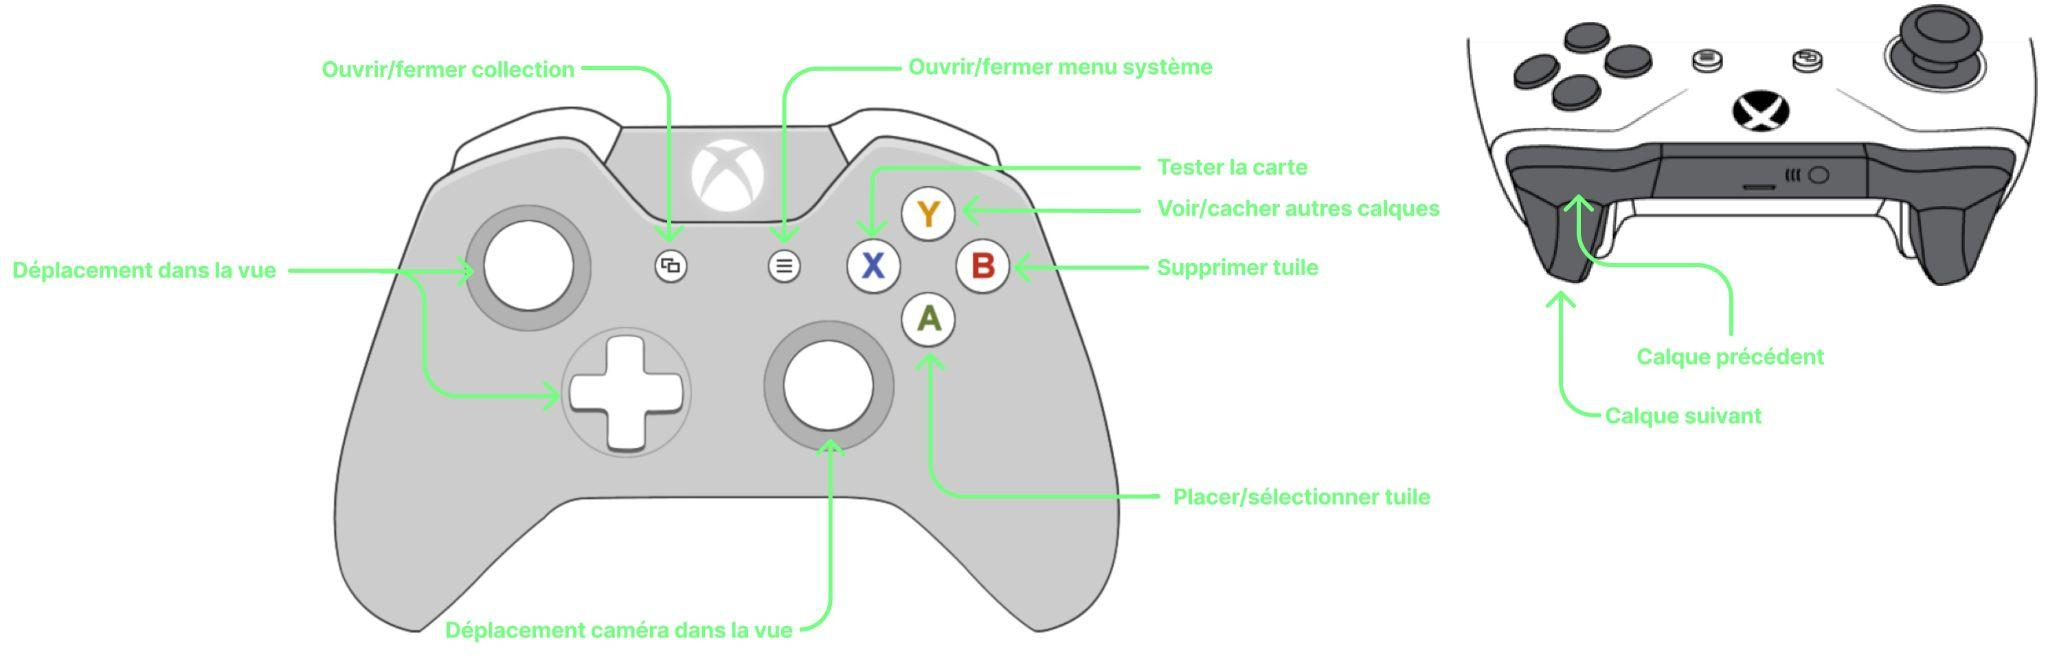 Ouvrir/fermer collection
Ouvrir/fermer menu système
Tester la carte
Voir/cacher autres calques
Déplacement dans la vue
Supprimer tuile
Y
X
B
A
Calque précédent
Calque suivant
Placer/sélectionner tuile
Déplacement caméra dans la vue